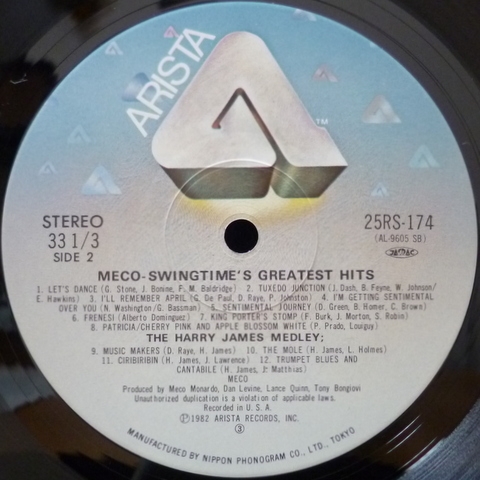 ARISTA
TM
STEREO
33 1/3
SIDE 2
25RS-174
(AL-9605 SB)
MECO-SWINGTIME'S GREATEST HITS
1. LET'S DANCE (G. Stone, J. Bonine, F. M. Baldridge) 2. TUXEDO JUNCTION (J. Dash, B. Feyne, W. Johnson/
E. Hawkins) 3. I'LL REMEMBER APRIL (G. De Paul, D. Raye, P. Johnston) 4. I'M GETTING SENTIMENTAL
OVER YOU (N. Washington/G. Bassman) 5. SENTIMENTAL JOURNEY (D. Green, B. Homer, C. Brown)
6. FRENESI (Alberto Dominguez) 7. KING PORTER'S STOMP (F. Burk, J. Morton, S. Robin)
8. PATRICIA/CHERRY PINK AND APPLE BLOSSOM WHITE (P. Prado, Louiguy)
THE HARRY JAMES MEDLEY;
9. MUSIC MAKERS (D. Raye, H. James) 10. THE MOLE (H. James, L. Holmes)
11. CIRIBIRIBIN (H. James, J. Lawrence) 12. TRUMPET BLUES AND
CANTABILE (H. James, J. Matthias)
MECO
Produced by Meco Monardo, Dan Levine, Lance Quinn, Tony Bongiovi
Unauthorized duplication is a violation of applicable laws.
Recorded in U. S. A.
Ⓟ1982 ARISTA RECORDS, INC.
③
MANUFACTURED BY NIPPON PHONOGRAM CO., LTD., TOKYO